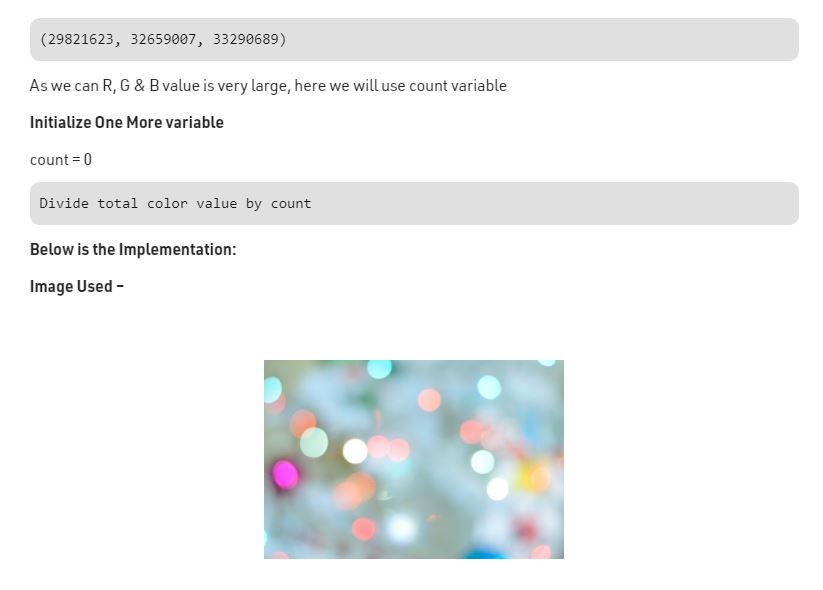 (29821623, 32659007, 33290689)
As we can R, G & B value is very large, here we will use count variable
Initialize One More variable
count = 0
Divide total color value by count
Below is the Implementation:
Image Used –